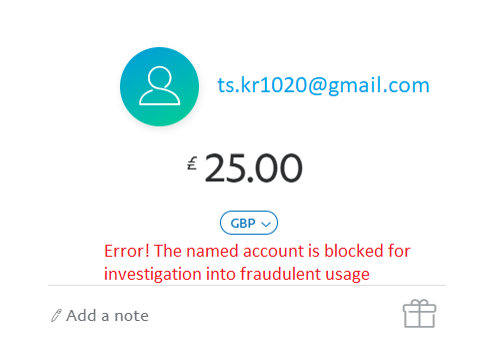 ts.kr1020@gmail.com
£ 25.00
GBP
Error! The named account is blocked for
investigation into fraudulent usage
Add a note